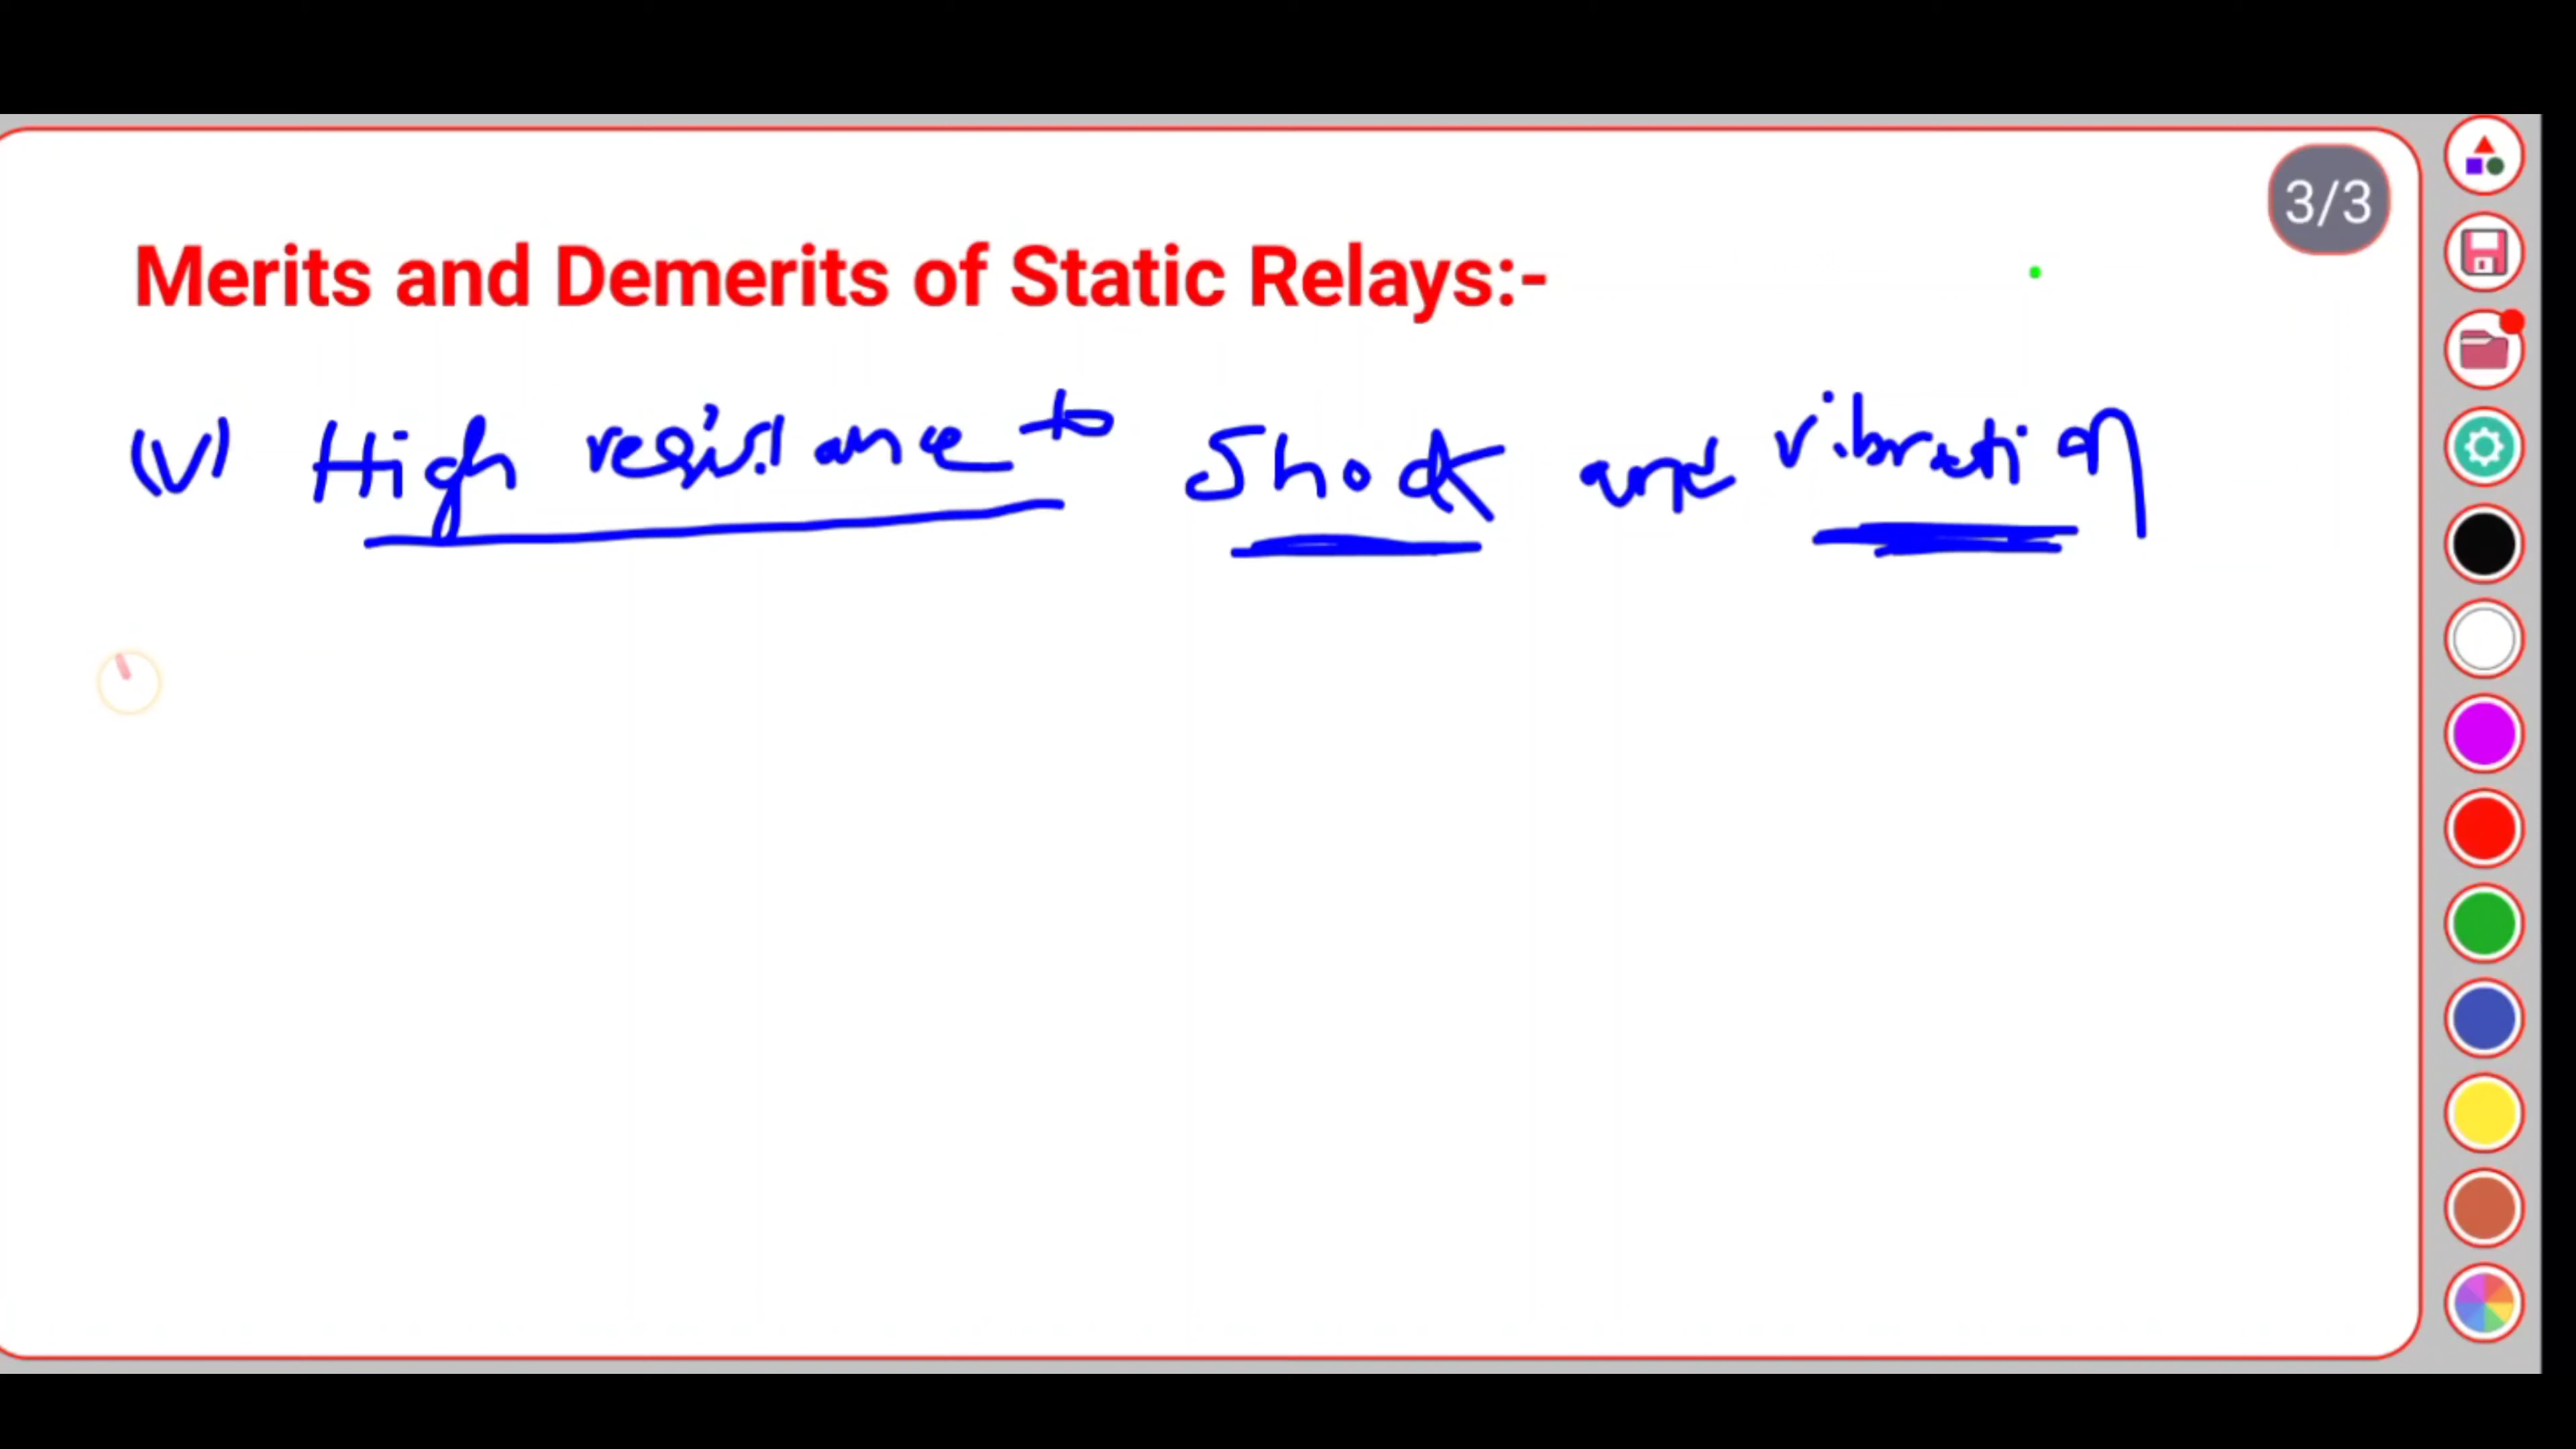 3/3
Merits and Demerits of Static Relays:-
(V) High resistance to Shock and vibration